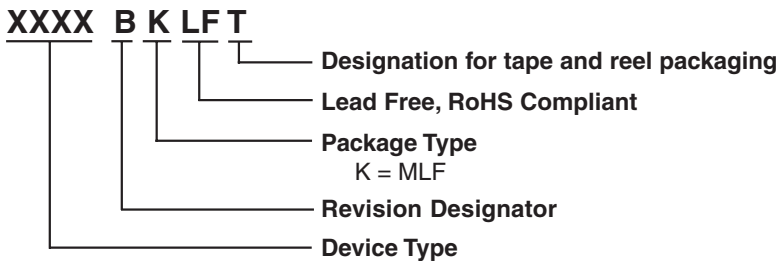 XXXX B K LF T
Designation for tape and reel packaging
Lead Free, RoHS Compliant
Package Type
K = MLF
Revision Designator
Device Type